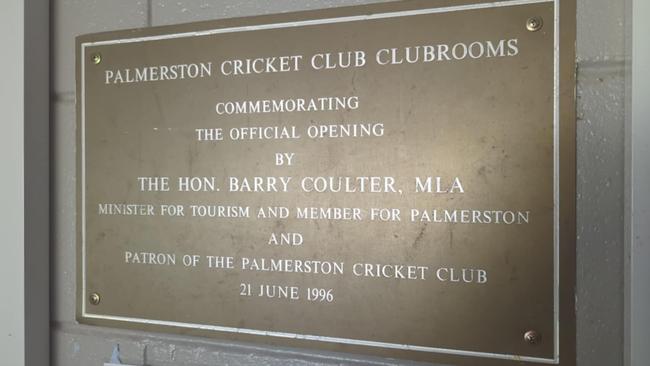 PALMERSTON CRICKET CLUB CLUBROOMS
COMMEMORATING
THE OFFICIAL OPENING
BY
THE HON. BARRY COULTER, MLA
MINISTER FOR TOURISM AND MEMBER FOR PALMERSTON
AND
PATRON OF THE PALMERSTON CRICKET CLUB
21 JUNE 1996